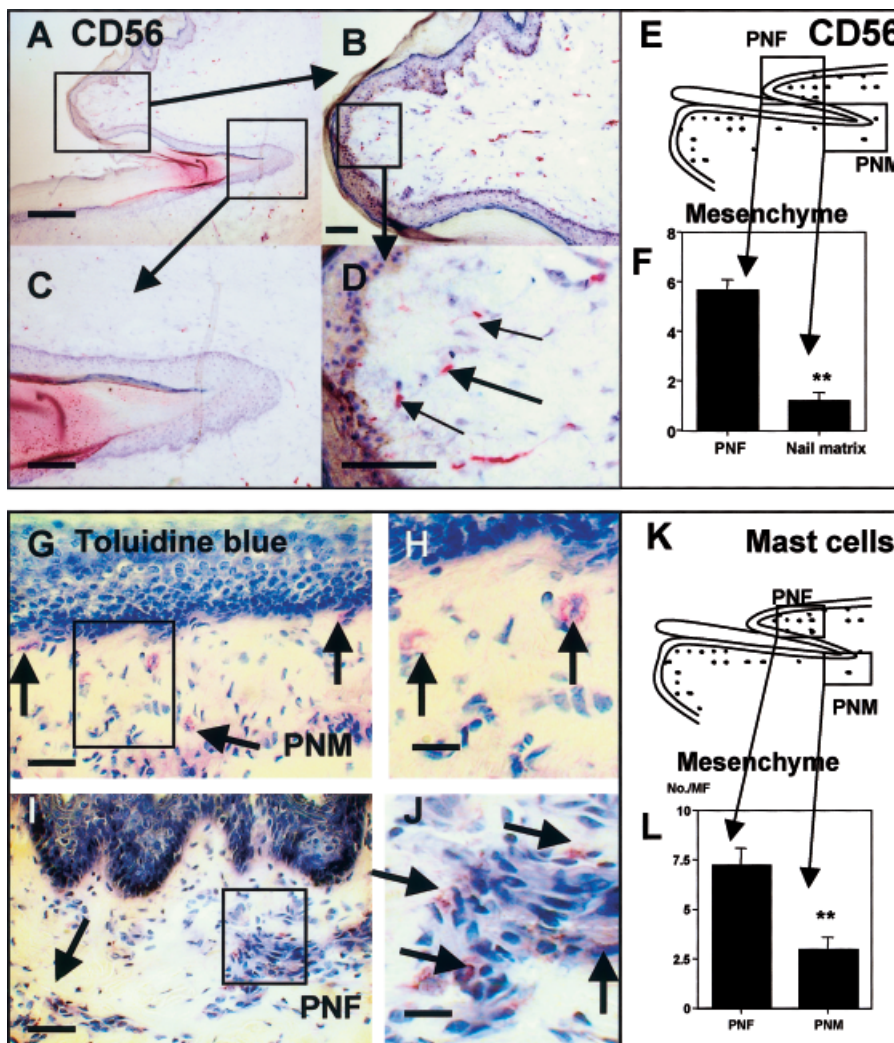 A CD56
B
C
D
E CD56
PNF
PNM
Mesenchyme
F
8
6
4
2
0
**
PNF Nail matrix
G Toluidine blue
PNM
H
I
PNF
J
K Mast cells
PNF
PNM
Mesenchyme
No./MF
L
10
7.5
5
2.5
0
**
PNF PNM